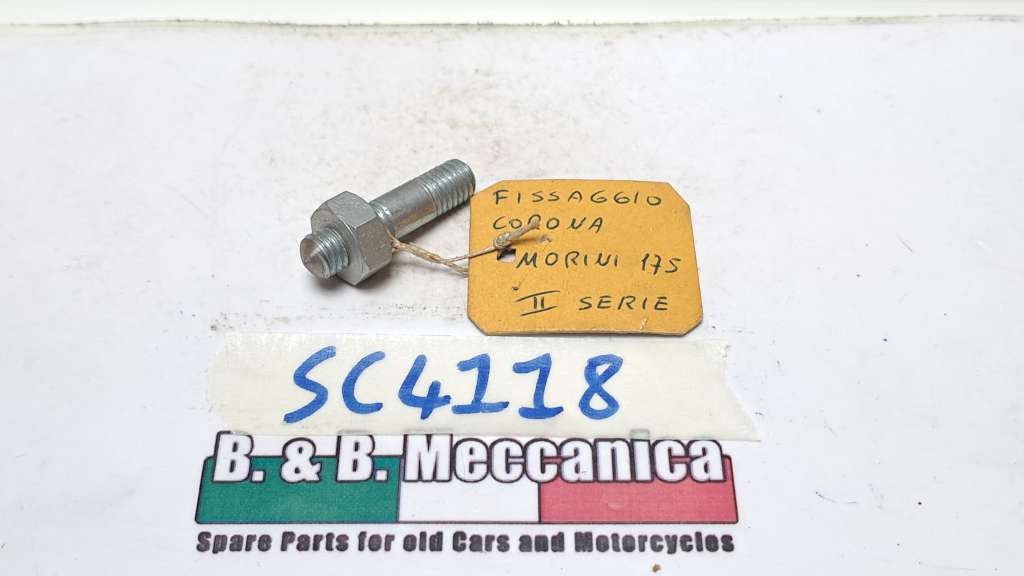 FISSAGGIO
CORONA
MORINI 175
II SERIE
SC4118
B. & B. Meccanica
Spare Parts for old Cars and Motorcycles